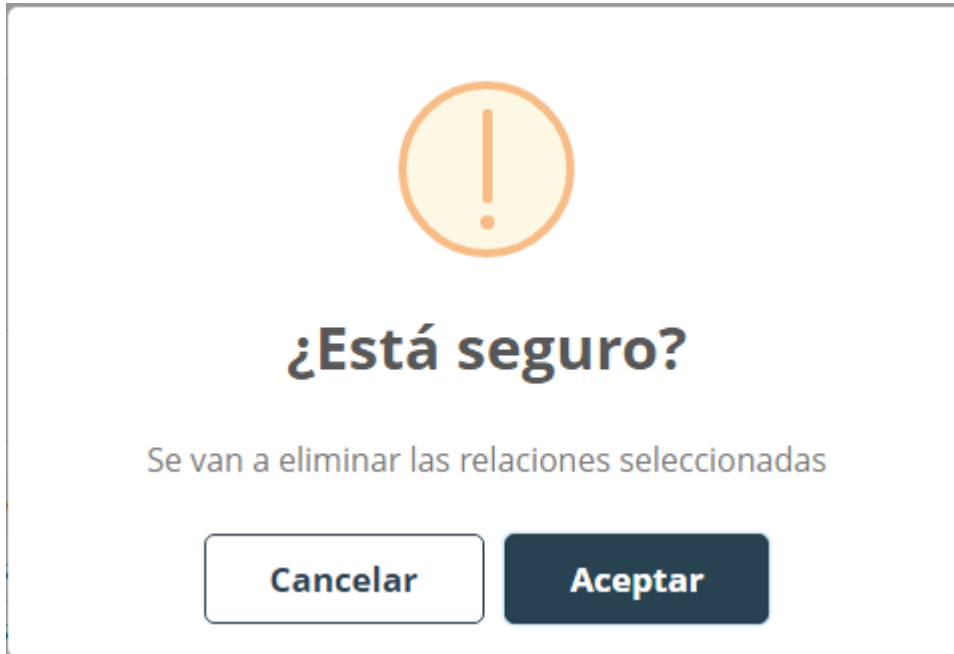 ¿Está seguro?
Se van a eliminar las relaciones seleccionadas
Cancelar Aceptar